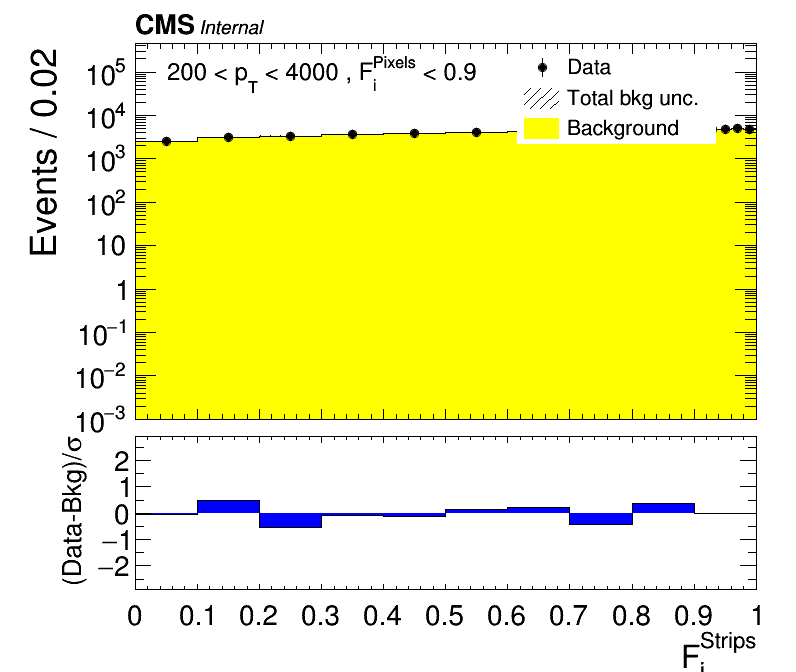 CMS Internal
Events / 0.02
200 < p_T < 4000 , F_i^Pixels < 0.9
Data
Total bkg unc.
Background
10^5
10^4
10^3
10^2
10
1
10^−1
10^−2
10^−3
(Data-Bkg)/σ
2
1
0
−1
−2
0 0.1 0.2 0.3 0.4 0.5 0.6 0.7 0.8 0.9 1
F_i^Strips